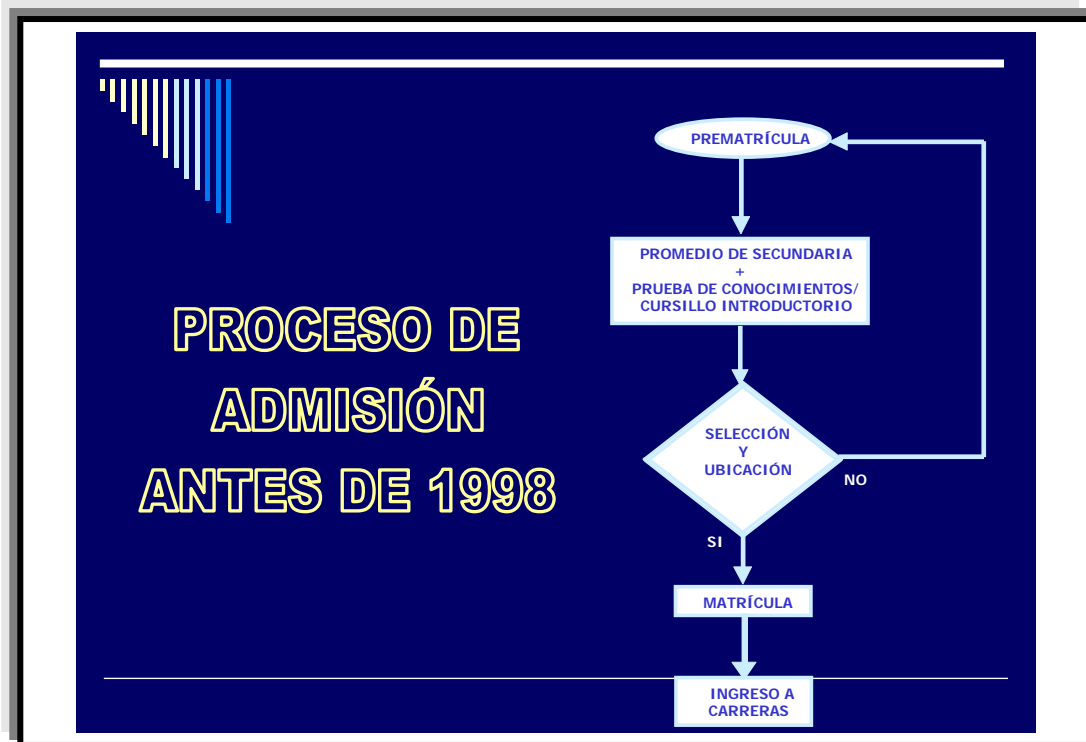 PROCESO DE
ADMISIÓN
ANTES DE 1998
PREMATRÍCULA
PROMEDIO DE SECUNDARIA
+
PRUEBA DE CONOCIMIENTOS/
CURSILLO INTRODUCTORIO
SELECCIÓN
Y
UBICACIÓN
NO
SI
MATRÍCULA
INGRESO A
CARRERAS